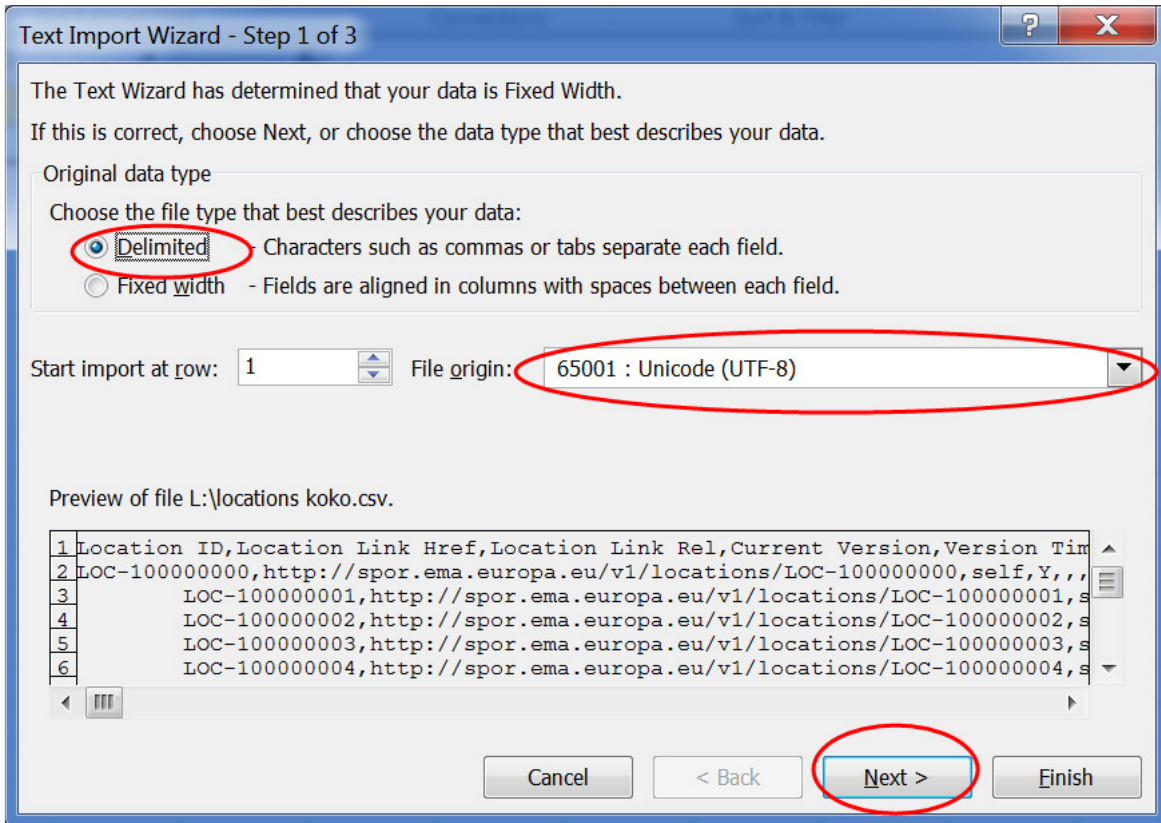 Text Import Wizard - Step 1 of 3
The Text Wizard has determined that your data is Fixed Width.
If this is correct, choose Next, or choose the data type that best describes your data.
Original data type
Choose the file type that best describes your data:
Delimited - Characters such as commas or tabs separate each field.
Fixed width - Fields are aligned in columns with spaces between each field.
Start import at row: 1 File origin: 65001 : Unicode (UTF-8)
Preview of file L:\locations koko.csv.
1 Location ID,Location Link Href,Location Link Rel,Current Version,Version Tim
2 LOC-100000000,http://spor.ema.europa.eu/v1/locations/LOC-100000000,self,Y,,,
3 LOC-100000001,http://spor.ema.europa.eu/v1/locations/LOC-100000001,s
4 LOC-100000002,http://spor.ema.europa.eu/v1/locations/LOC-100000002,s
5 LOC-100000003,http://spor.ema.europa.eu/v1/locations/LOC-100000003,s
6 LOC-100000004,http://spor.ema.europa.eu/v1/locations/LOC-100000004,s
Cancel < Back Next > Finish